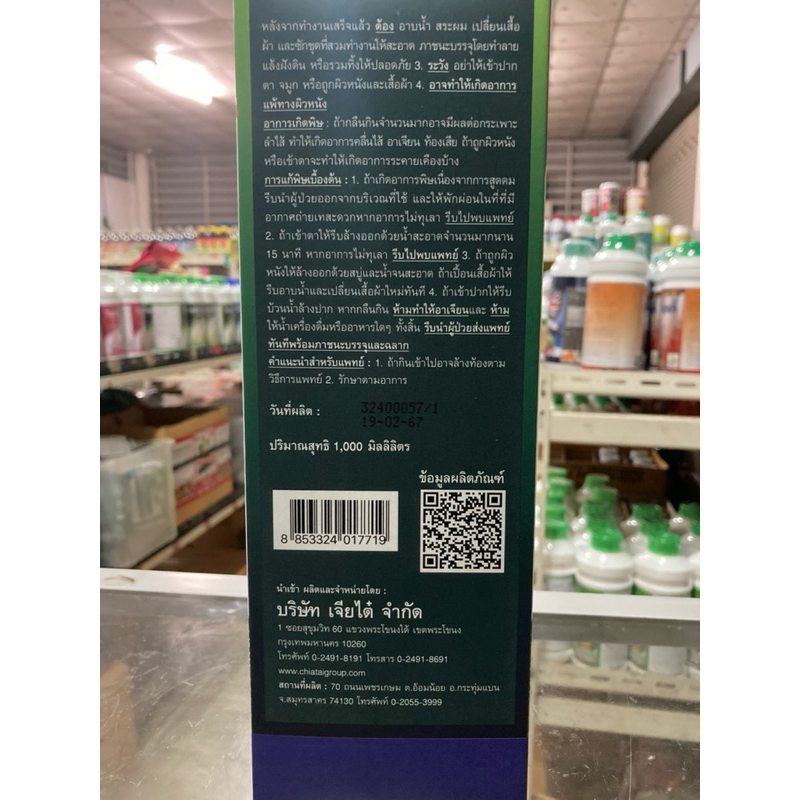 หลังจากทำงานเสร็จแล้ว ต้อง อาบน้ำ สระผม เปลี่ยนเสื้อ
ผ้า และซักชุดที่สวมทำงานให้สะอาด ภาชนะบรรจุโดยทำลาย
แล้วฝังดิน หรือรวมทิ้งให้ปลอดภัย 3. ระวัง อย่าให้เข้าปาก
ตา จมูก หรือถูกผิวหนังและเสื้อผ้า 4. อาจทำให้เกิดอาการ
แพ้ทางผิวหนัง
อาการเกิดพิษ : ถ้ากลืนกินจำนวนมากอาจมีผลต่อกระเพาะ
ลำไส้ ทำให้เกิดอาการคลื่นไส้ อาเจียน ท้องเสีย ถ้าถูกผิวหนัง
หรือเข้าตาจะทำให้เกิดอาการระคายเคืองบ้าง
การแก้พิษเบื้องต้น : 1. ถ้าเกิดอาการพิษเนื่องจากการสูดดม
รีบนำผู้ป่วยออกจากบริเวณที่ใช้ และให้พักผ่อนในที่ที่มี
อากาศถ่ายเทสะดวกหากอาการไม่ทุเลา รีบไปพบแพทย์
2. ถ้าเข้าตาให้รีบล้างออกด้วยน้ำสะอาดจำนวนมากนาน
15 นาที หากอาการไม่ทุเลา รีบไปพบแพทย์ 3. ถ้าถูกผิว
หนังให้ล้างออกด้วยสบู่และน้ำจนสะอาด ถ้าเปื้อนเสื้อผ้าให้
รีบอาบน้ำและเปลี่ยนเสื้อผ้าใหม่ทันที 4. ถ้าเข้าปากให้รีบ
บ้วนน้ำล้างปาก หากกลืนกิน ห้ามทำให้อาเจียนและ ห้าม
ให้น้ำเครื่องดื่มหรืออาหารใดๆ ทั้งสิ้น รีบนำผู้ป่วยส่งแพทย์
ทันทีพร้อมภาชนะบรรจุและฉลาก
คำแนะนำสำหรับแพทย์ : 1. ถ้ากินเข้าไปอาจล้างท้องตาม
วิธีการแพทย์ 2. รักษาตามอาการ
วันที่ผลิต : 32400057/1
19-02-67
ปริมาณสุทธิ 1,000 มิลลิลิตร
ข้อมูลผลิตภัณฑ์
8 853324 017719
นำเข้า ผลิตและจำหน่ายโดย :
บริษัท เจียไต๋ จำกัด
1 ซอยสุขุมวิท 60 แขวงพระโขนงใต้ เขตพระโขนง
กรุงเทพมหานคร 10260
โทรศัพท์ 0-2491-8191 โทรสาร 0-2491-8691
www.chiataigroup.com
สถานที่ผลิต : 70 ถนนเพชรเกษม ต.อ้อมน้อย อ.กระทุ่มแบน
จ.สมุทรสาคร 74130 โทรศัพท์ 0-2055-3999